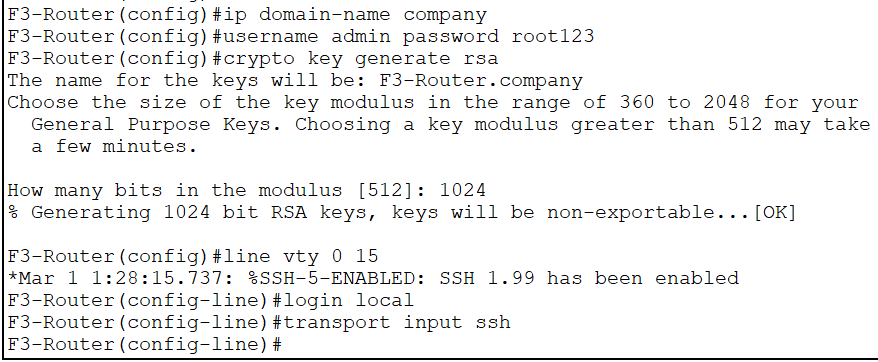 F3-Router(config)#ip domain-name company
F3-Router(config)#username admin password root123
F3-Router(config)#crypto key generate rsa
The name for the keys will be: F3-Router.company
Choose the size of the key modulus in the range of 360 to 2048 for your
General Purpose Keys. Choosing a key modulus greater than 512 may take
a few minutes.
How many bits in the modulus [512]: 1024
% Generating 1024 bit RSA keys, keys will be non-exportable...[OK]
F3-Router(config)#line vty 0 15
*Mar 1 1:28:15.737: %SSH-5-ENABLED: SSH 1.99 has been enabled
F3-Router(config-line)#login local
F3-Router(config-line)#transport input ssh
F3-Router(config-line)#